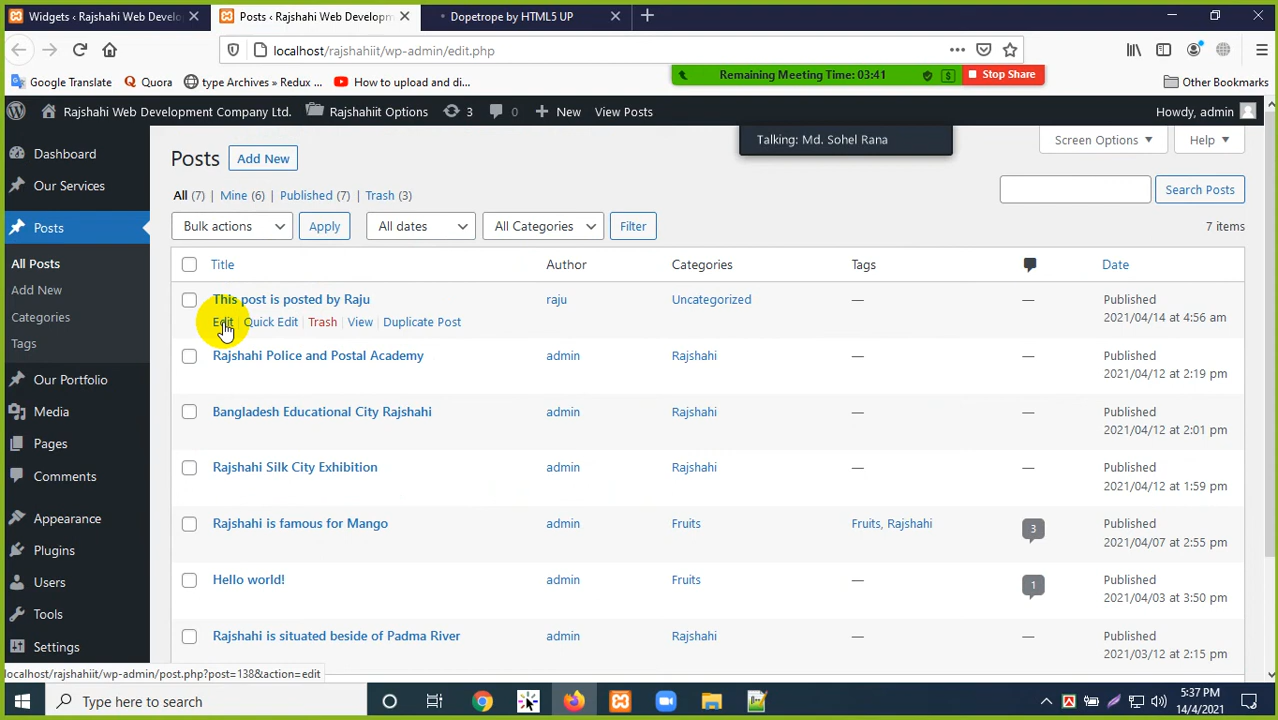 Widgets ‹ Rajshahi Web Develo
Posts ‹ Rajshahi Web Developm
Dopetrope by HTML5 UP
localhost/rajshahiit/wp-admin/edit.php
Google Translate
Quora
type Archives » Redux ...
How to upload and di...
Remaining Meeting Time: 03:41
Stop Share
Other Bookmarks
Rajshahi Web Development Company Ltd.
Rajshahiit Options
3
0
New
View Posts
Howdy, admin
Talking: Md. Sohel Rana
Screen Options
Help
Dashboard
Our Services
Posts
All Posts
Add New
Categories
Tags
Our Portfolio
Media
Pages
Comments
Appearance
Plugins
Users
Tools
Settings
Posts
Add New
All (7) | Mine (6) | Published (7) | Trash (3)
Search Posts
Bulk actions
Apply
All dates
All Categories
Filter
7 items
Title
Author
Categories
Tags
Date
This post is posted by Raju
raju
Uncategorized
—
—
Published
2021/04/14 at 4:56 am
Edit | Quick Edit | Trash | View | Duplicate Post
Rajshahi Police and Postal Academy
admin
Rajshahi
—
—
Published
2021/04/12 at 2:19 pm
Bangladesh Educational City Rajshahi
admin
Rajshahi
—
—
Published
2021/04/12 at 2:01 pm
Rajshahi Silk City Exhibition
admin
Rajshahi
—
—
Published
2021/04/12 at 1:59 pm
Rajshahi is famous for Mango
admin
Fruits
Fruits, Rajshahi
3
Published
2021/04/07 at 2:55 pm
Hello world!
admin
Fruits
—
1
Published
2021/04/03 at 3:50 pm
Rajshahi is situated beside of Padma River
admin
Rajshahi
—
—
Published
2021/03/12 at 2:15 pm
localhost/rajshahiit/wp-admin/post.php?post=138&action=edit
Type here to search
5:37 PM
14/4/2021